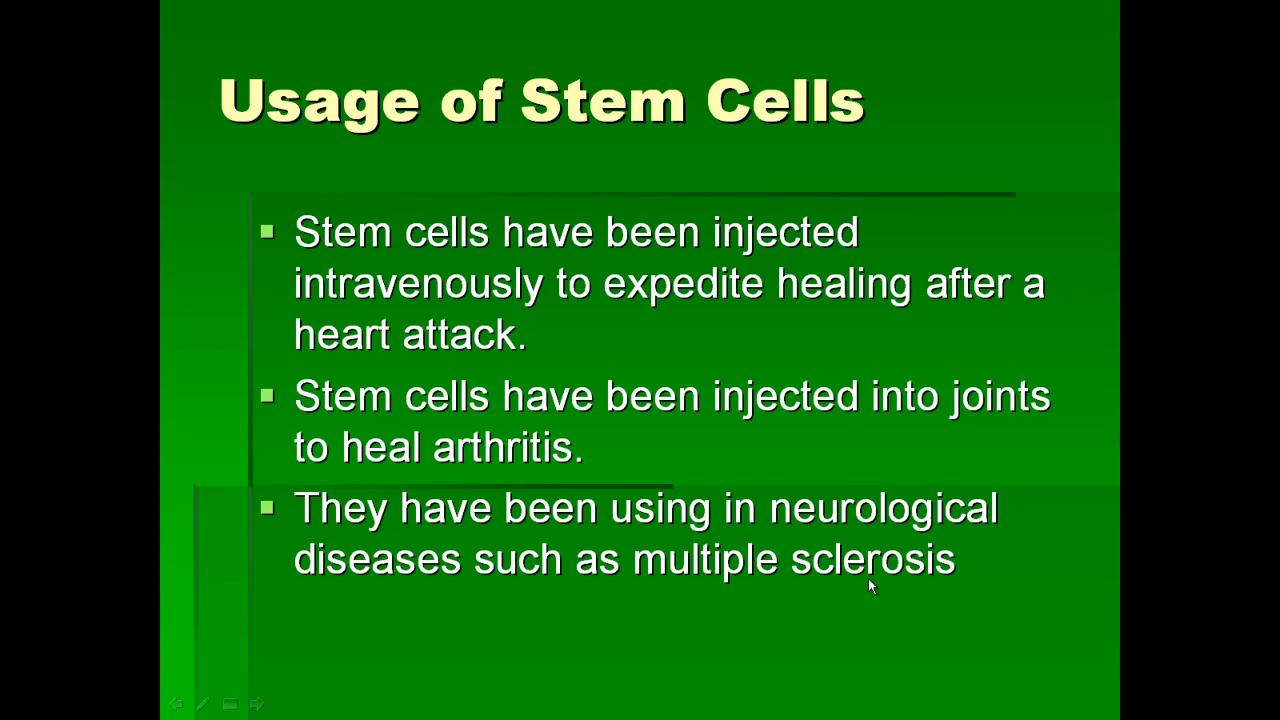 Usage of Stem Cells
Stem cells have been injected
intravenously to expedite healing after a
heart attack.
Stem cells have been injected into joints
to heal arthritis.
They have been using in neurological
diseases such as multiple sclerosis